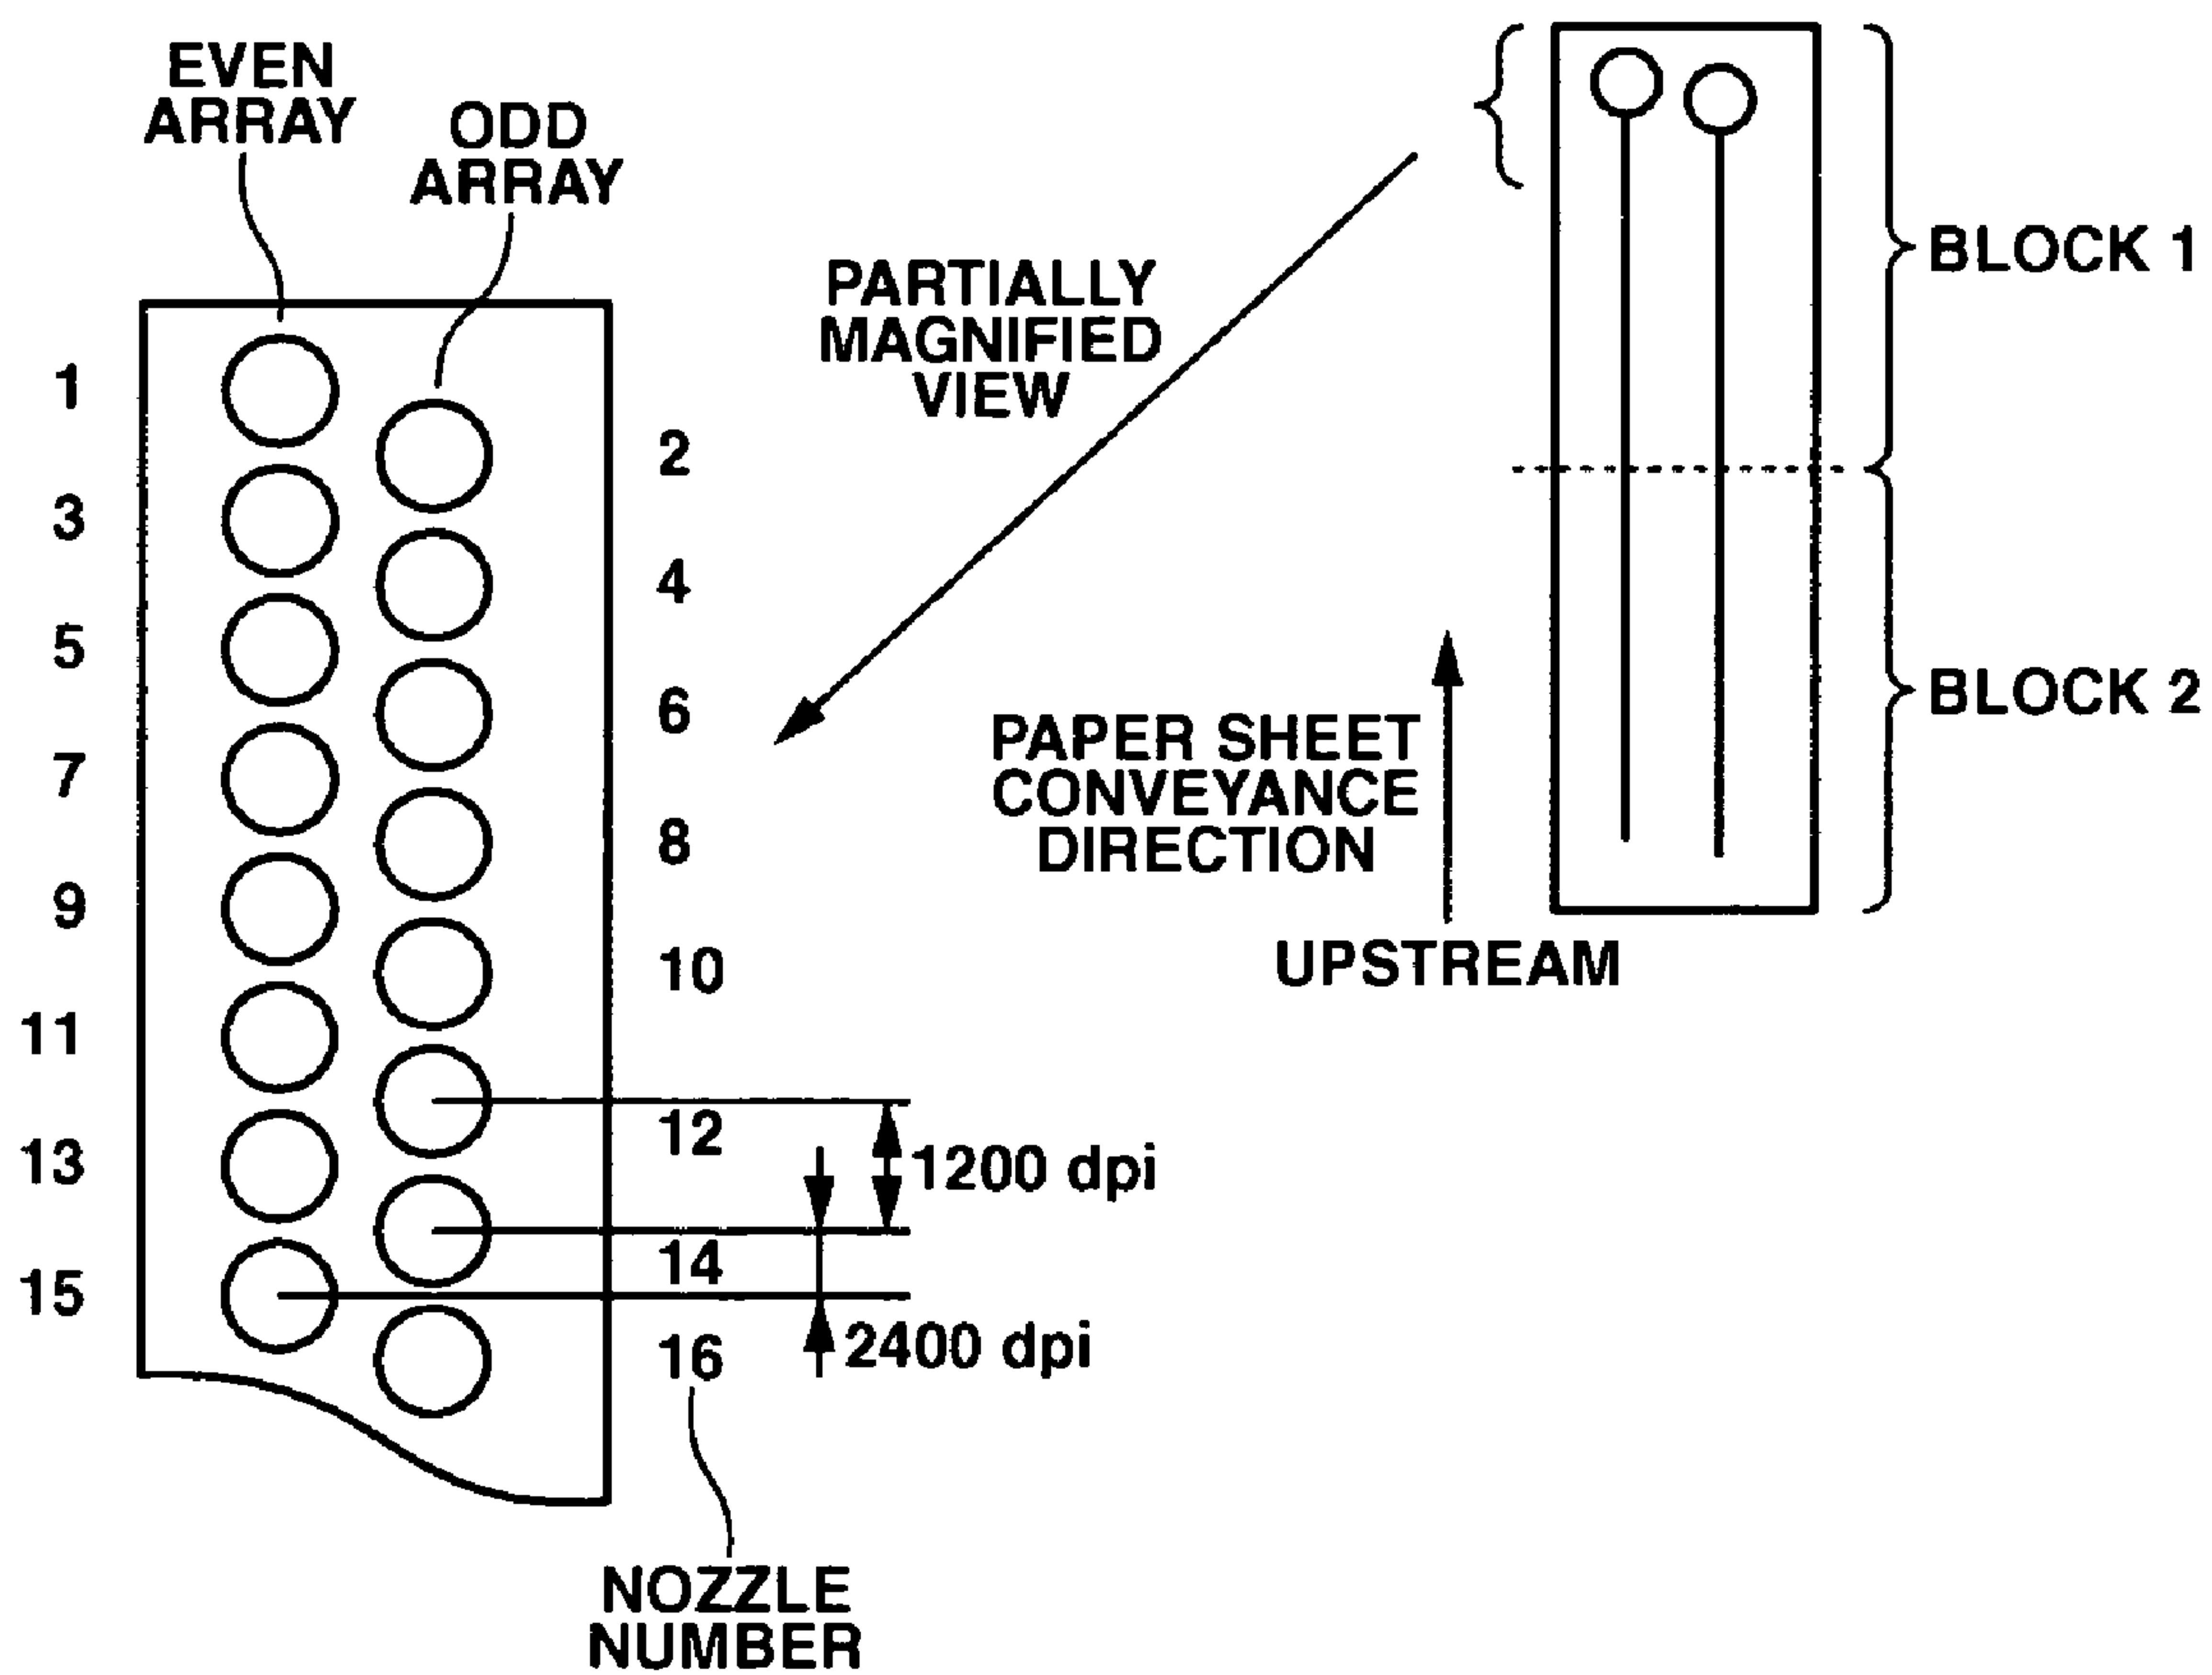 EVEN
ARRAY
ODD
ARRAY
PARTIALLY
MAGNIFIED
VIEW
BLOCK 1
BLOCK 2
PAPER SHEET
CONVEYANCE
DIRECTION
UPSTREAM
1
2
3
4
5
6
7
8
9
10
11
12
13
14
15
16
1200 dpi
2400 dpi
NOZZLE
NUMBER